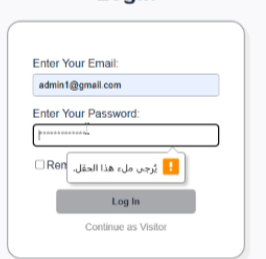 Enter Your Email:
admin1@gmail.com
Enter Your Password:
************
Rem
يُرجى ملء هذا الحقل.
Log In
Continue as Visitor